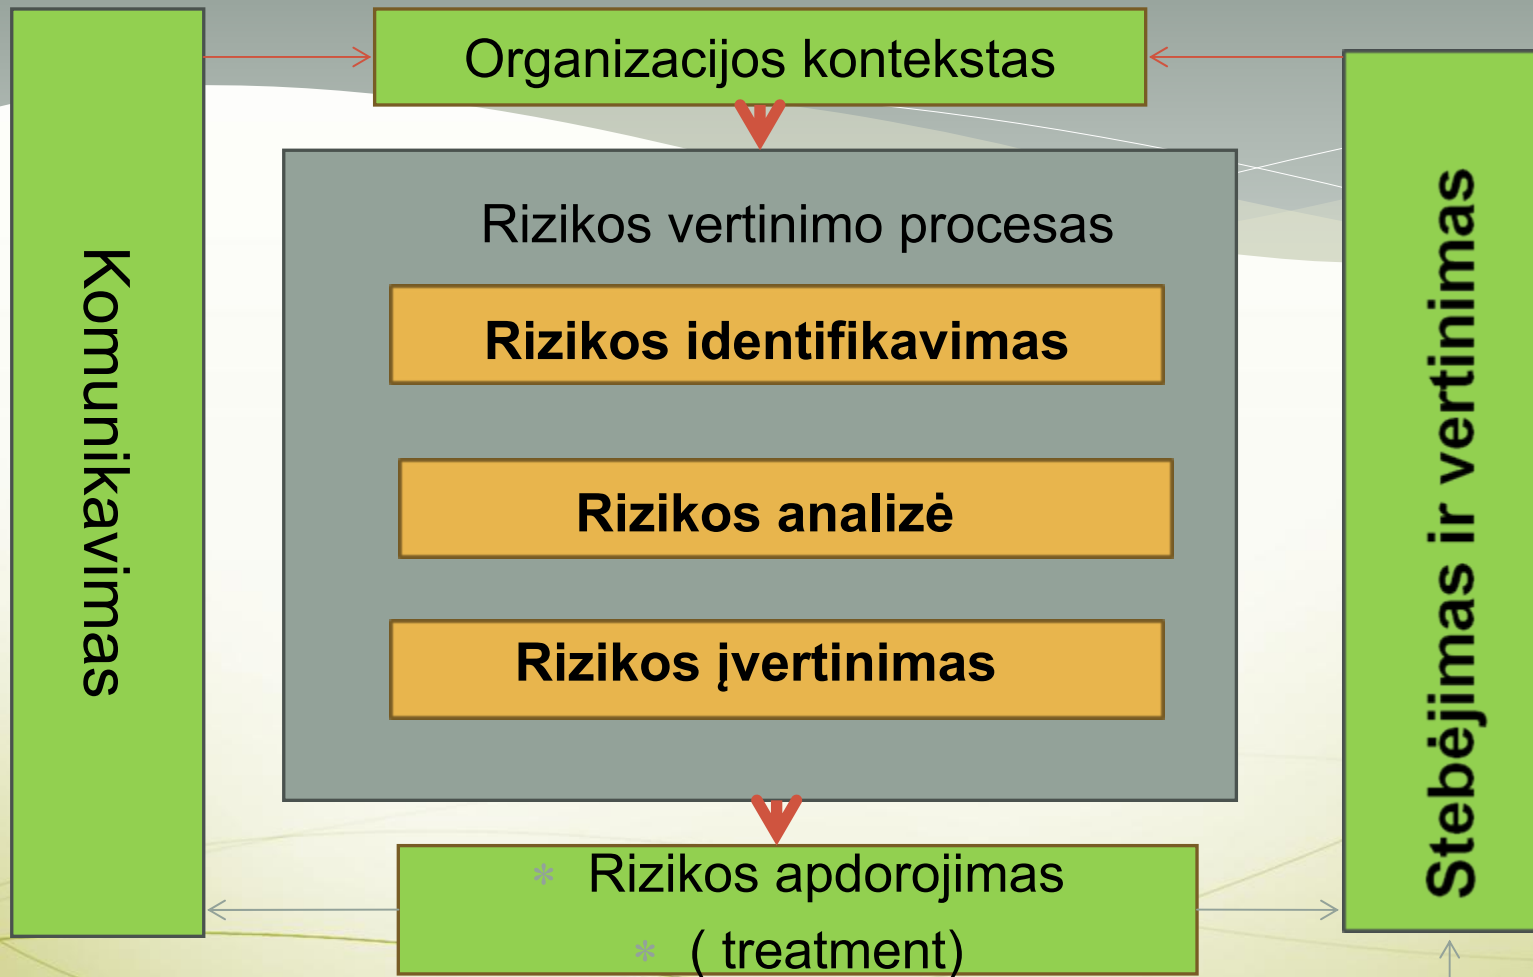 Organizacijos kontekstas
Komunikavimas
Rizikos vertinimo procesas
Rizikos identifikavimas
Rizikos analizė
Rizikos įvertinimas
Stebėjimas ir vertinimas
* Rizikos apdorojimas
* ( treatment)